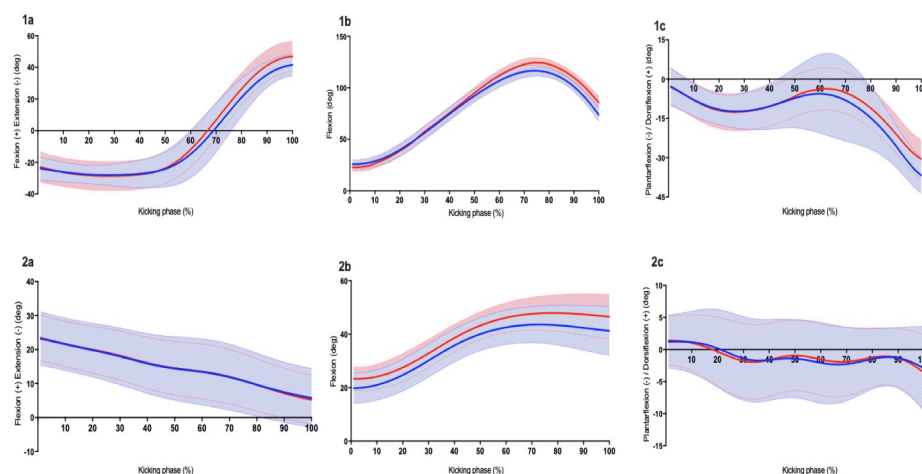 1a
Fexion (+) Extension (-) (deg)
60
40
20
0
-20
-40
10 20 30 40 50 60 70 80 90 100
Kicking phase (%)
1b
Flexion (deg)
150
100
50
0
0 10 20 30 40 50 60 70 80 90 100
Kicking phase (%)
1c
Plantarflexion (-) / Dorsiflexion (+) (deg)
15
0
-15
-30
-45
10 20 30 40 50 60 70 80 90 100
Kicking phase (%)
2a
Flexion (+) Extension (-) (deg)
40
30
20
10
0
-10
10 20 30 40 50 60 70 80 90 100
Kicking phase (%)
2b
Flexion (deg)
60
40
20
0
0 10 20 30 40 50 60 70 80 90 100
Kicking phase (%)
2c
Plantarflexion (-) / Dorsiflexion (+) (deg)
10
5
0
-5
-10
-15
10 20 30 40 50 60 70 80 90
Kicking phase (%)